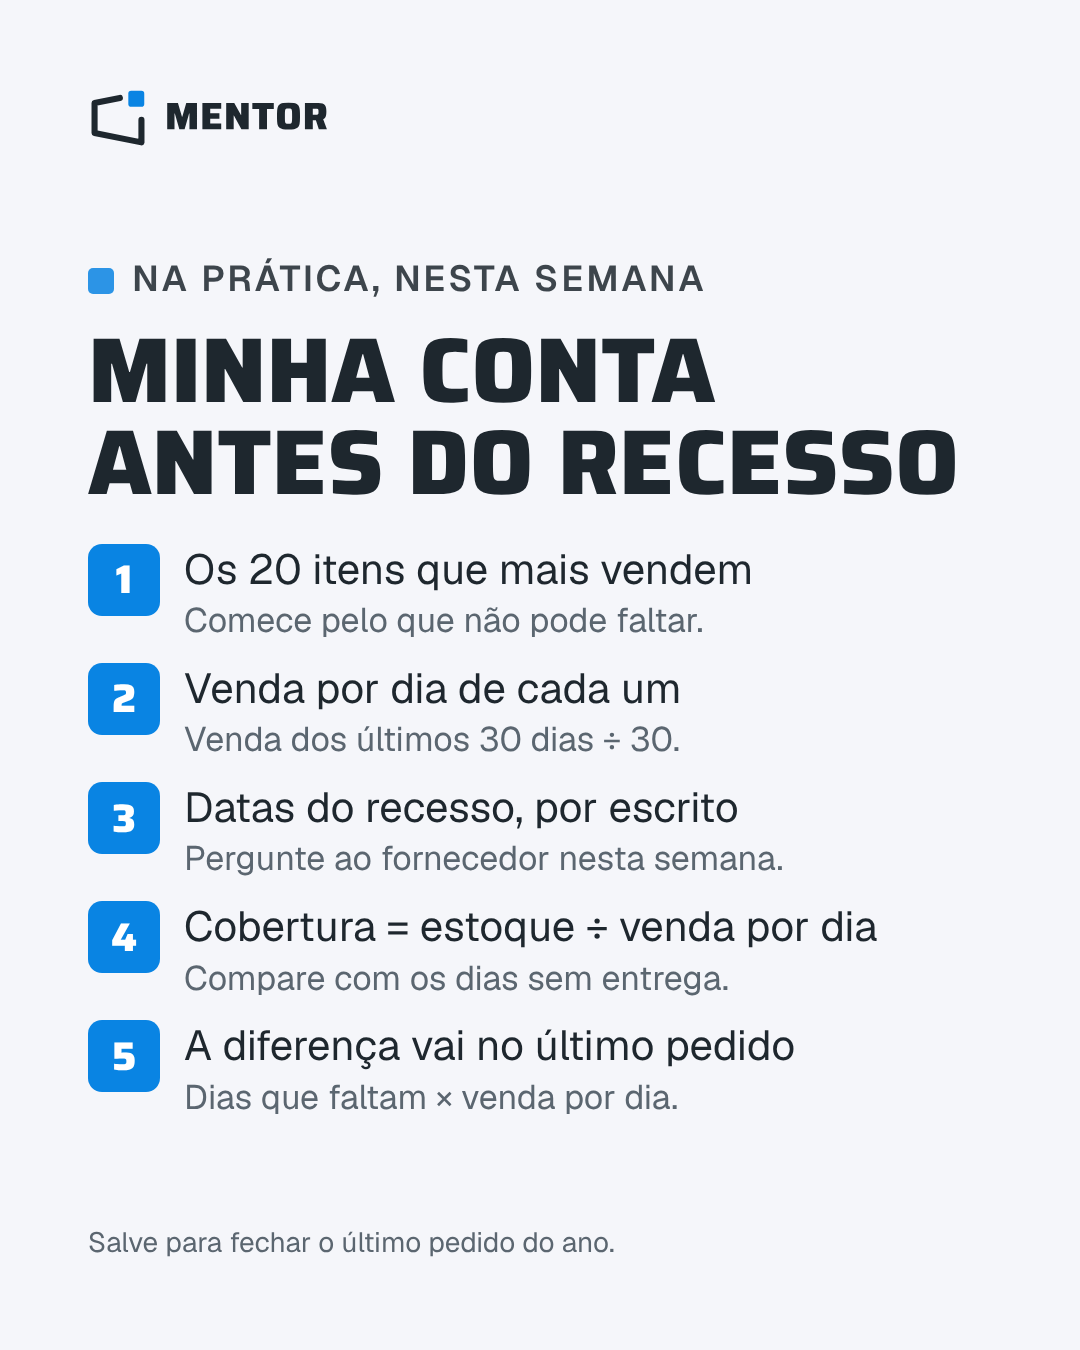 MENTOR
NA PRÁTICA, NESTA SEMANA
MINHA CONTA
ANTES DO RECESSO
1
Os 20 itens que mais vendem
Comece pelo que não pode faltar.
2
Venda por dia de cada um
Venda dos últimos 30 dias ÷ 30.
3
Datas do recesso, por escrito
Pergunte ao fornecedor nesta semana.
4
Cobertura = estoque ÷ venda por dia
Compare com os dias sem entrega.
5
A diferença vai no último pedido
Dias que faltam × venda por dia.
Salve para fechar o último pedido do ano.